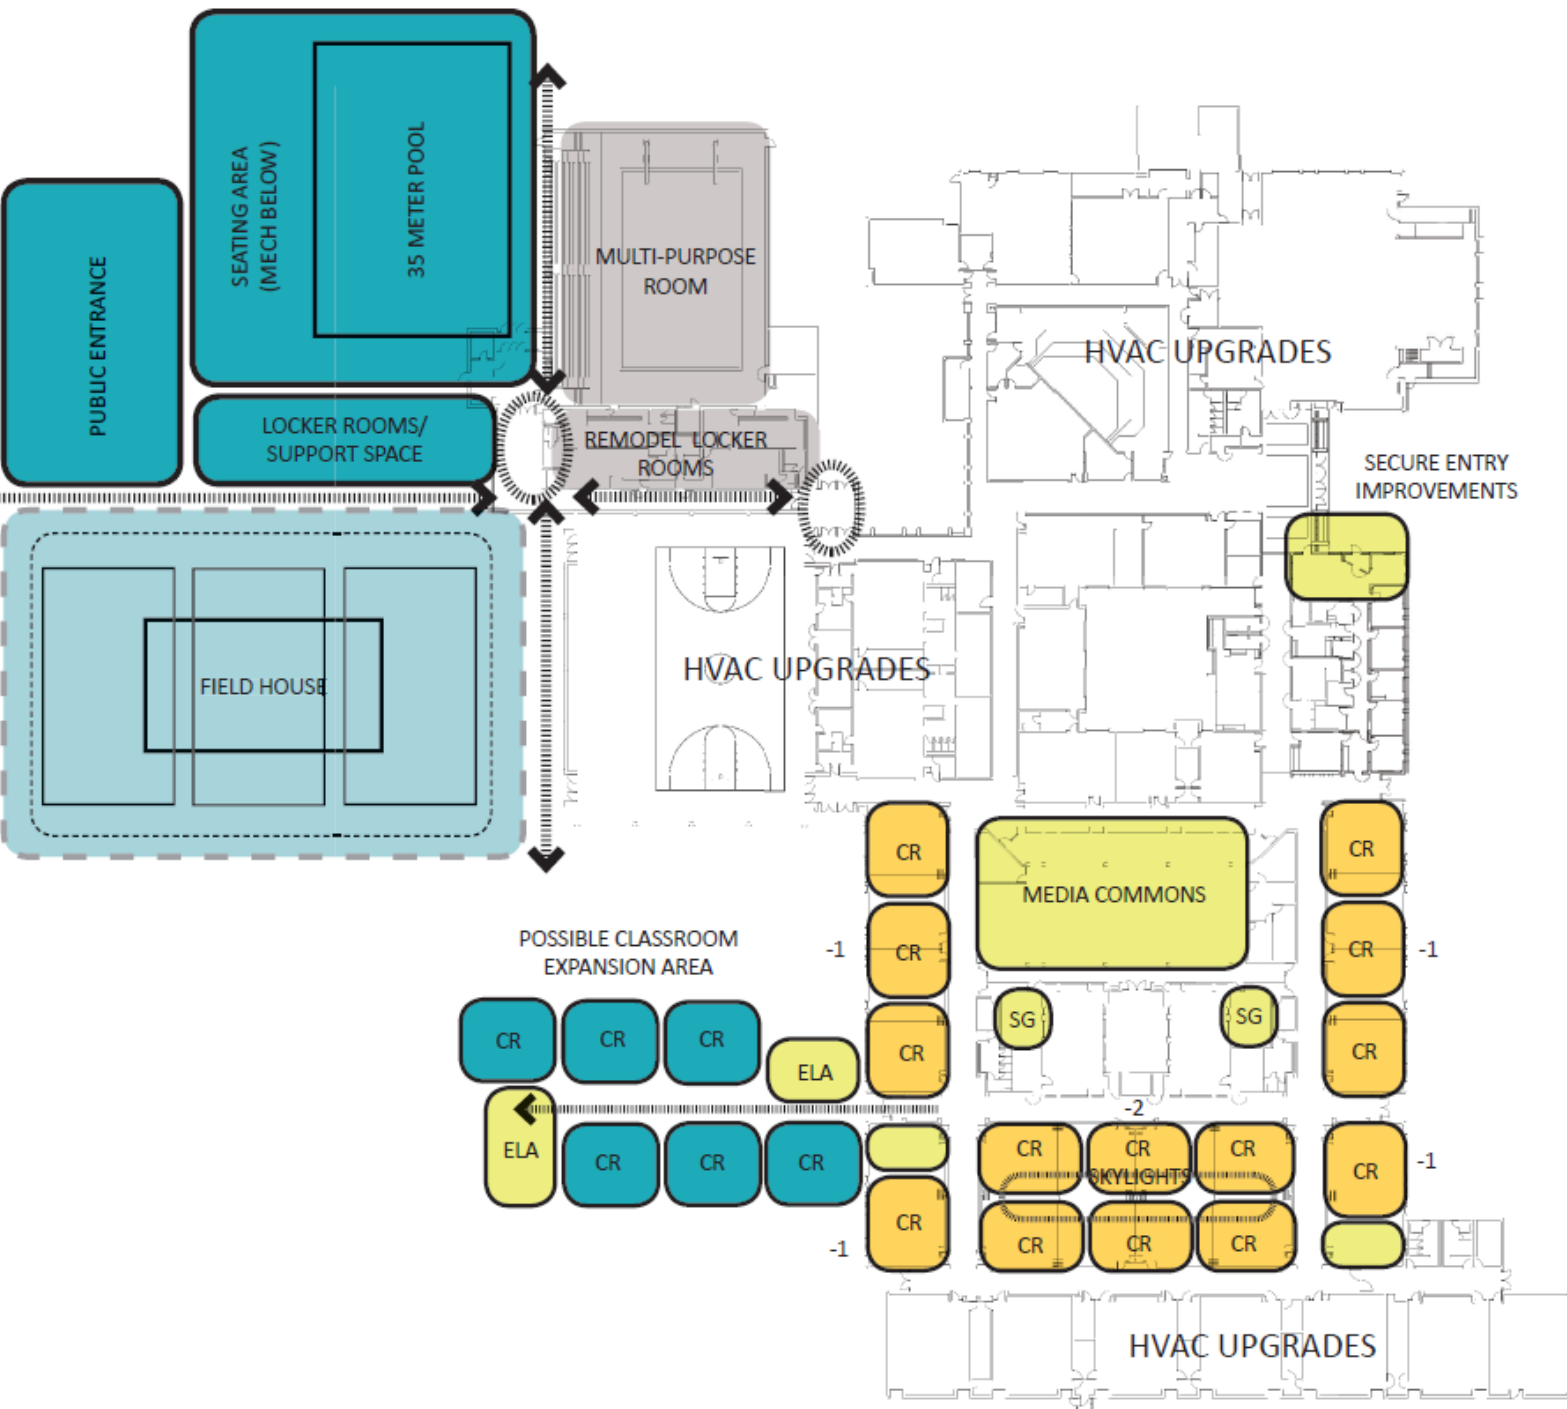 SEATING AREA
(MECH BELOW)
35 METER POOL
PUBLIC ENTRANCE
MULTI-PURPOSE
ROOM
HVAC UPGRADES
LOCKER ROOMS/
SUPPORT SPACE
REMODEL LOCKER
ROOMS
SECURE ENTRY
IMPROVEMENTS
FIELD HOUSE
HVAC UPGRADES
CR
MEDIA COMMONS
CR
POSSIBLE CLASSROOM
EXPANSION AREA
-1
CR
CR
-1
SG
SG
CR
CR
CR
CR
CR
ELA
-2
ELA
CR
CR
CR
CR
CR
CR
CR
-1
SKYLIGHTS
CR
-1
CR
CR
CR
HVAC UPGRADES